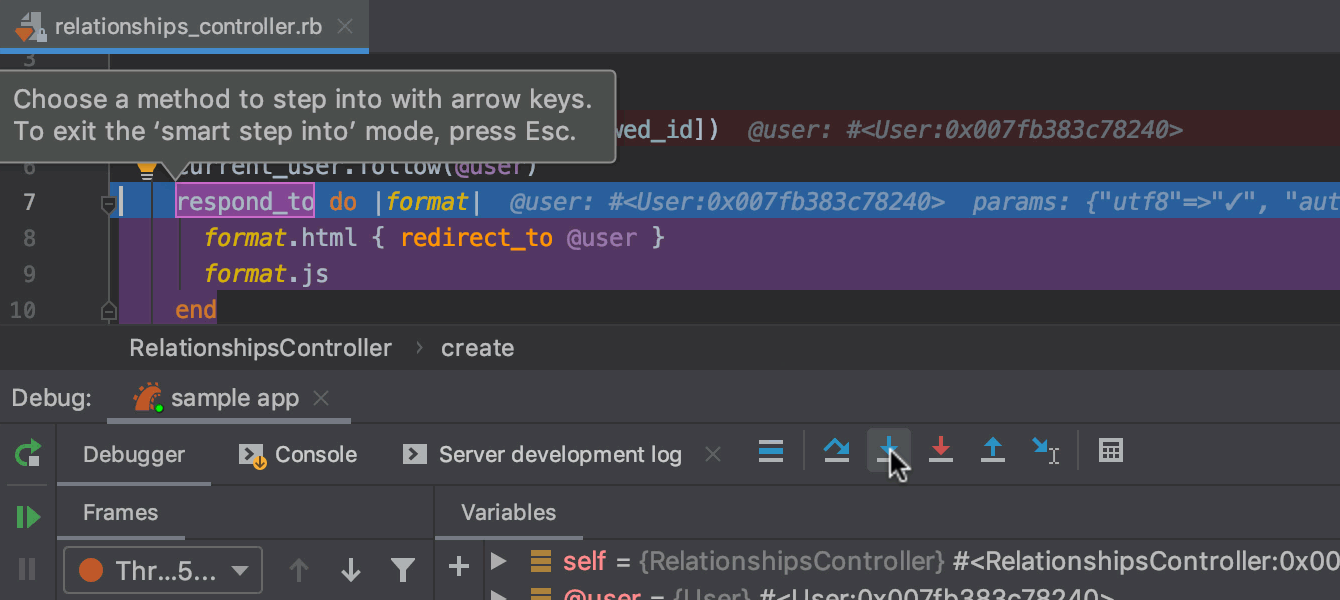 relationships_controller.rb
3
Choose a method to step into with arrow keys.
To exit the ‘smart step into’ mode, press Esc.
wed_id]) @user: #<User:0x007fb383c78240>
6 current_user.follow(@user)
7 respond_to do |format| @user: #<User:0x007fb383c78240> params: {"utf8"=>"✓", "aut
8 format.html { redirect_to @user }
9 format.js
10 end
RelationshipsController › create
Debug: sample app
Debugger Console Server development log
Frames Variables
Thr...5... self = {RelationshipsController} #<RelationshipsController:0x00
@user = {User} #<User:0x007fb383c78240>